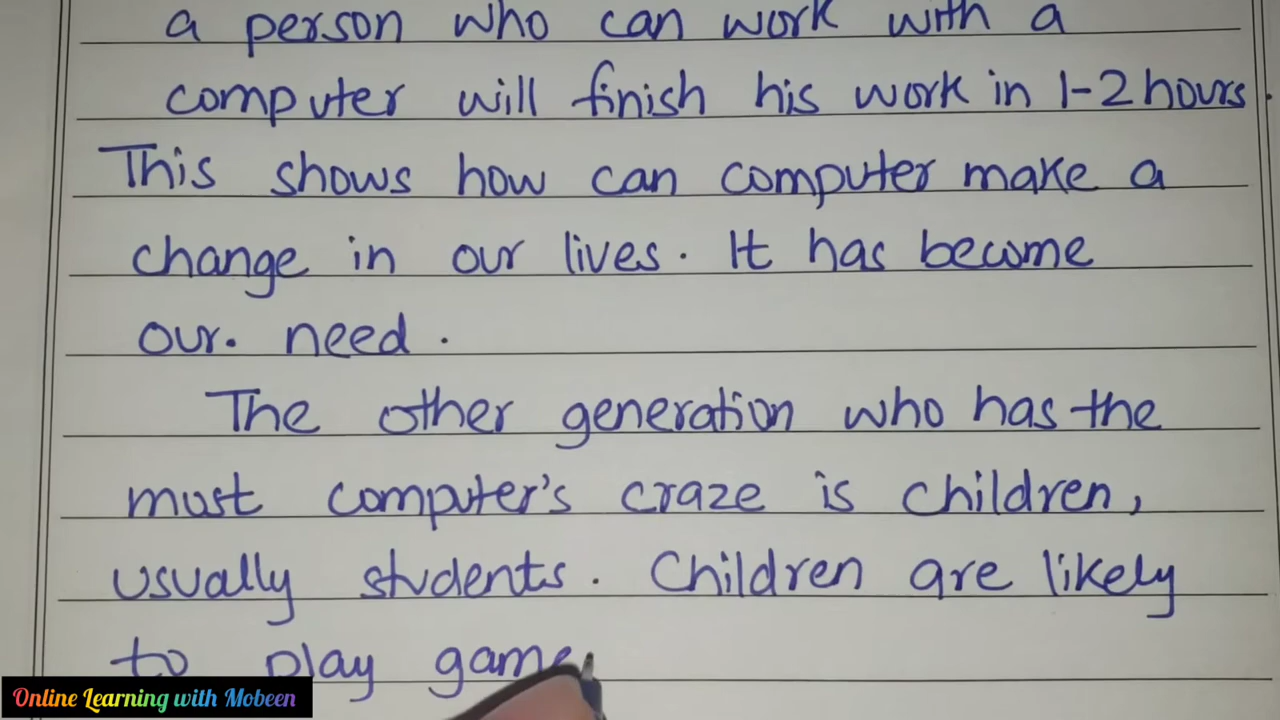 a person who can work with a
computer will finish his work in 1-2 hours.
This shows how can computer make a
change in our lives. It has become
our. need.
The other generation who has the
most computer's craze is children,
usually students. Children are likely
to play game
Online Learning with Mobeen